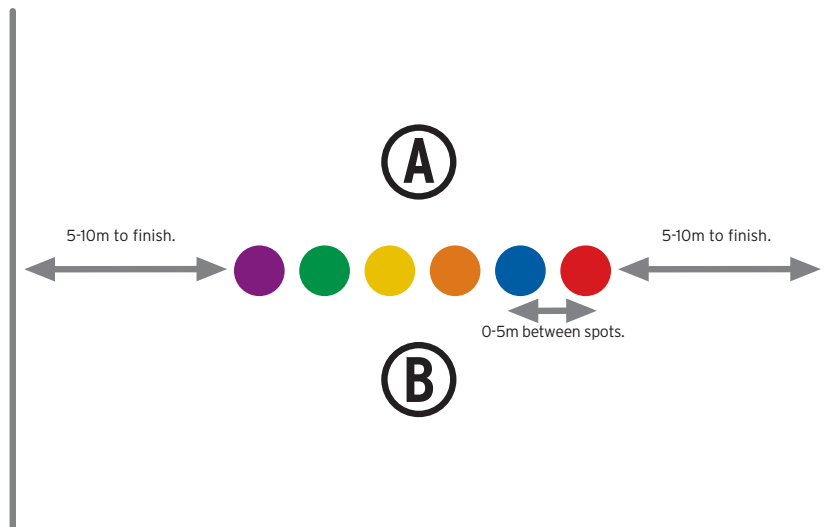 A
5-10m to finish.
5-10m to finish.
0-5m between spots.
B